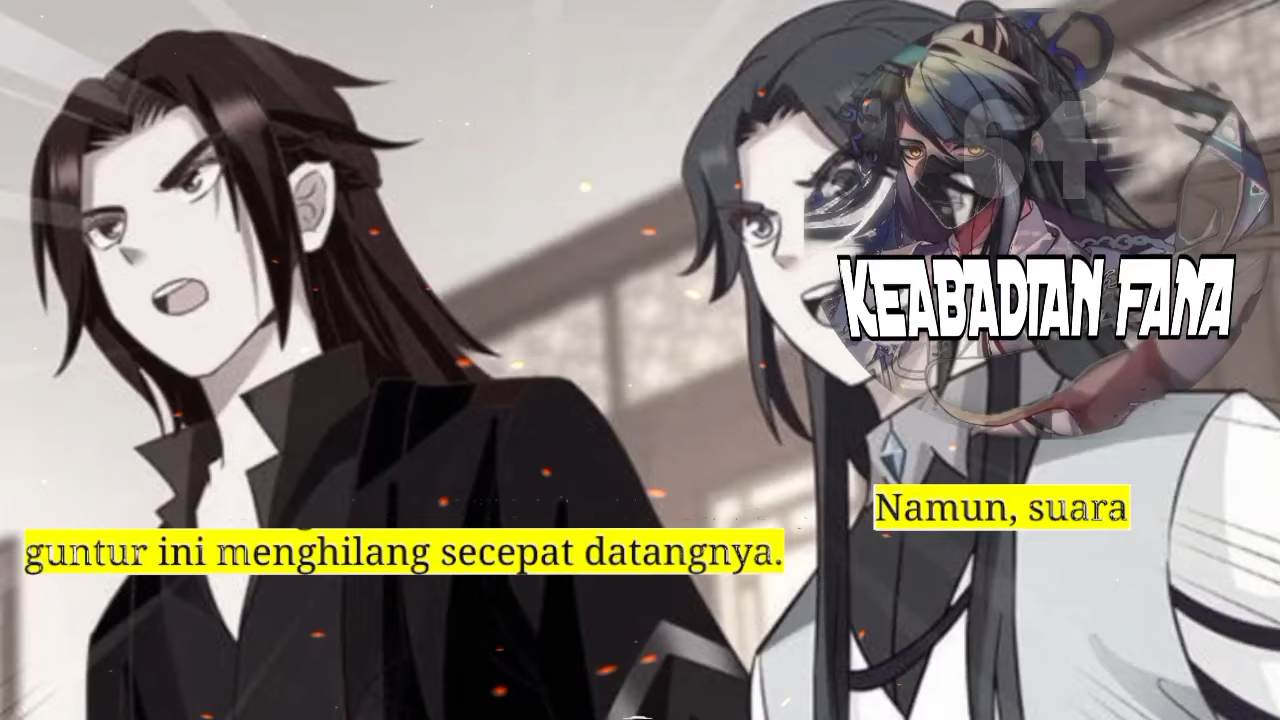 KEABADIAN FANA
Namun, suara
guntur ini menghilang secepat datangnya.